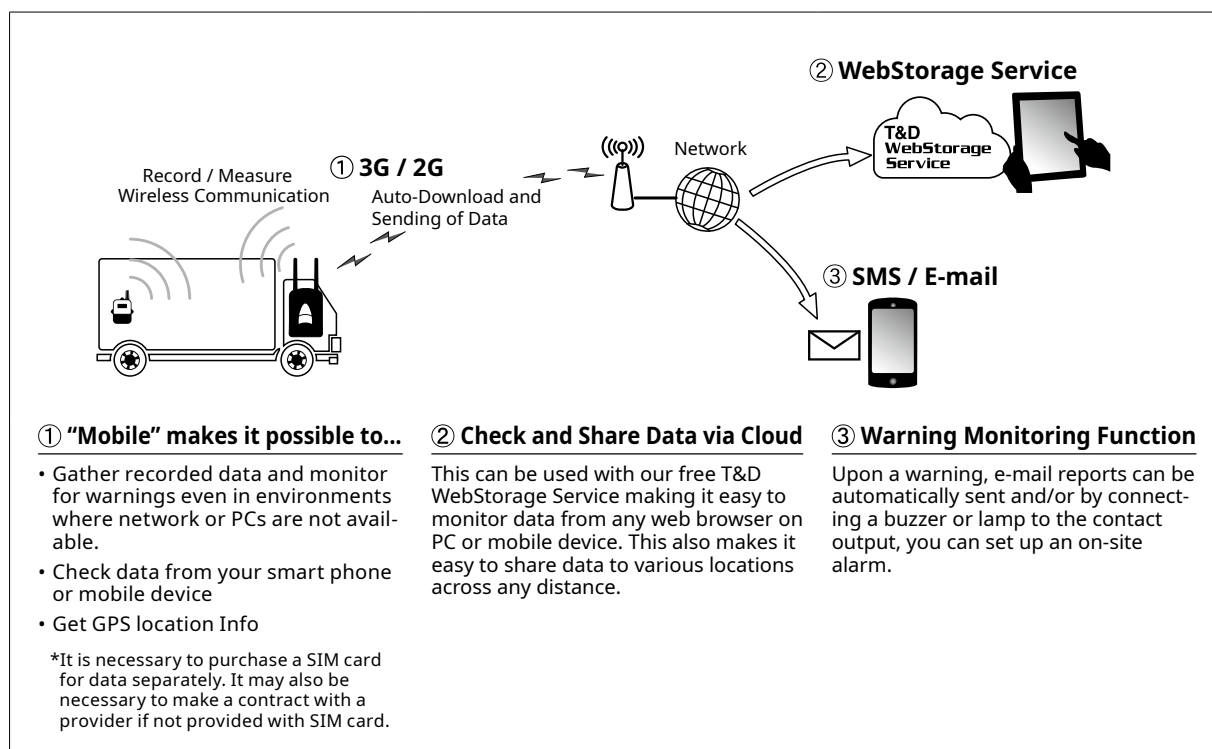 ② WebStorage Service
T&D
WebStorage
Service
Network
① 3G / 2G
Auto-Download and
Sending of Data
Record / Measure
Wireless Communication
③ SMS / E-mail
① “Mobile” makes it possible to...
• Gather recorded data and monitor
for warnings even in environments
where network or PCs are not avail-
able.
• Check data from your smart phone
or mobile device
• Get GPS location Info
*It is necessary to purchase a SIM card
for data separately. It may also be
necessary to make a contract with a
provider if not provided with SIM card.
② Check and Share Data via Cloud
This can be used with our free T&D
WebStorage Service making it easy to
monitor data from any web browser on
PC or mobile device. This also makes it
easy to share data to various locations
across any distance.
③ Warning Monitoring Function
Upon a warning, e-mail reports can be
automatically sent and/or by connect-
ing a buzzer or lamp to the contact
output, you can set up an on-site
alarm.